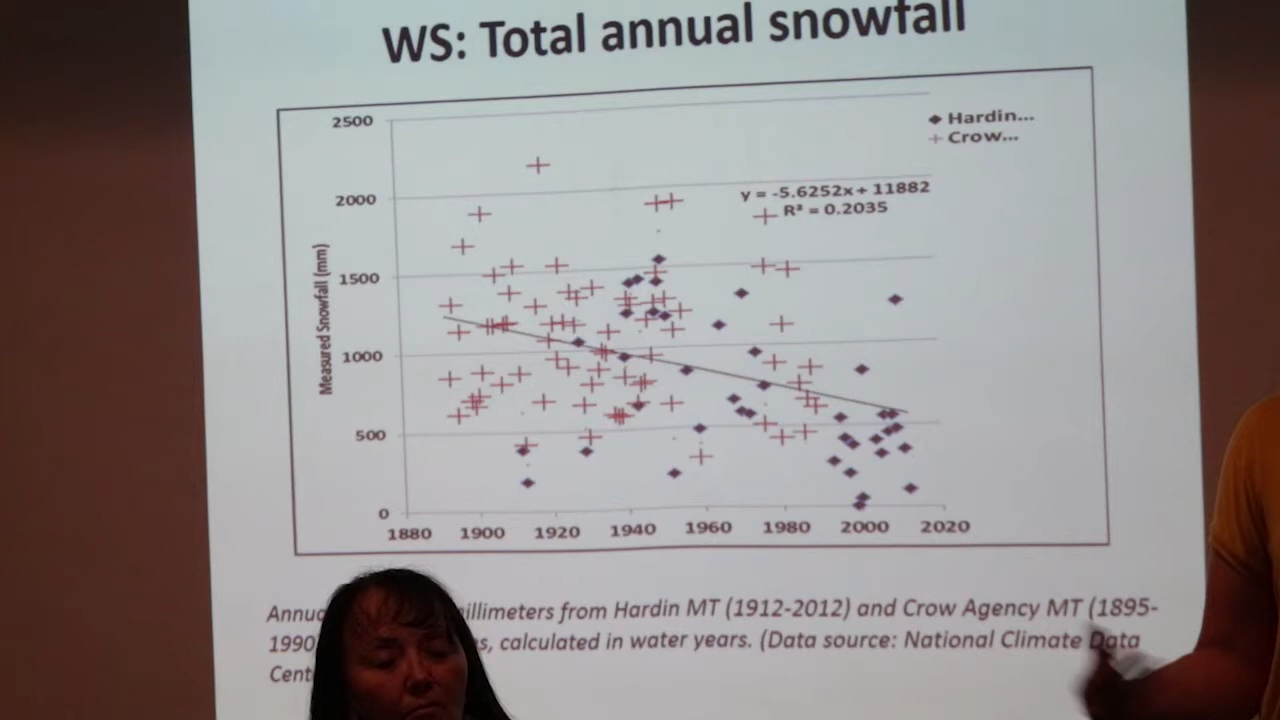 WS: Total annual snowfall
2500
2000
1500
1000
500
0
Measured Snowfall (mm)
1880 1900 1920 1940 1960 1980 2000 2020
Hardin...
Crow...
y = -5.6252x + 11882
R² = 0.2035
illimeters from Hardin MT (1912-2012) and Crow Agency MT (1895-
1990 calculated in water years. (Data source: National Climate Data